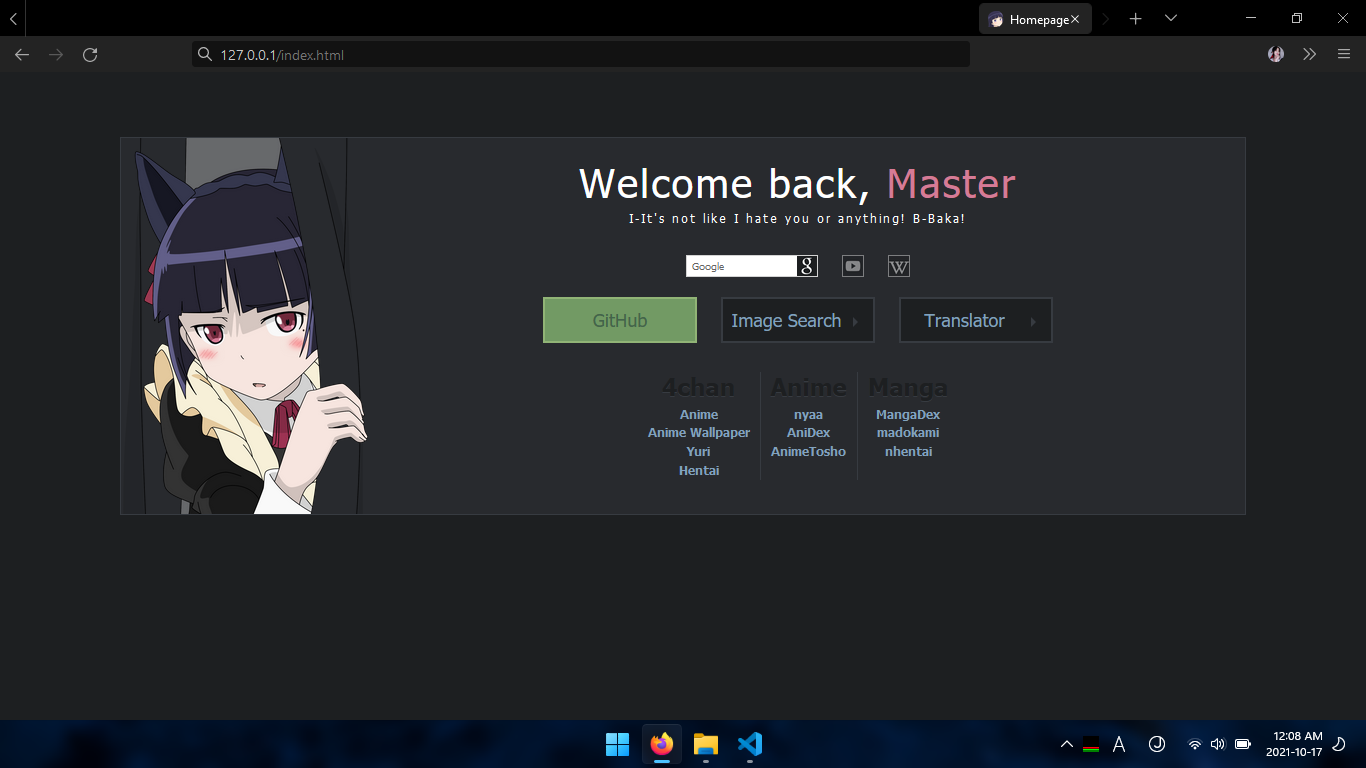 Homepage
127.0.0.1/index.html
Welcome back, Master
I-It's not like I hate you or anything! B-Baka!
Google
GitHub
Image Search
Translator
4chan
Anime
Anime Wallpaper
Yuri
Hentai
Anime
nyaa
AniDex
AnimeTosho
Manga
MangaDex
madokami
nhentai
A
12:08 AM
2021-10-17